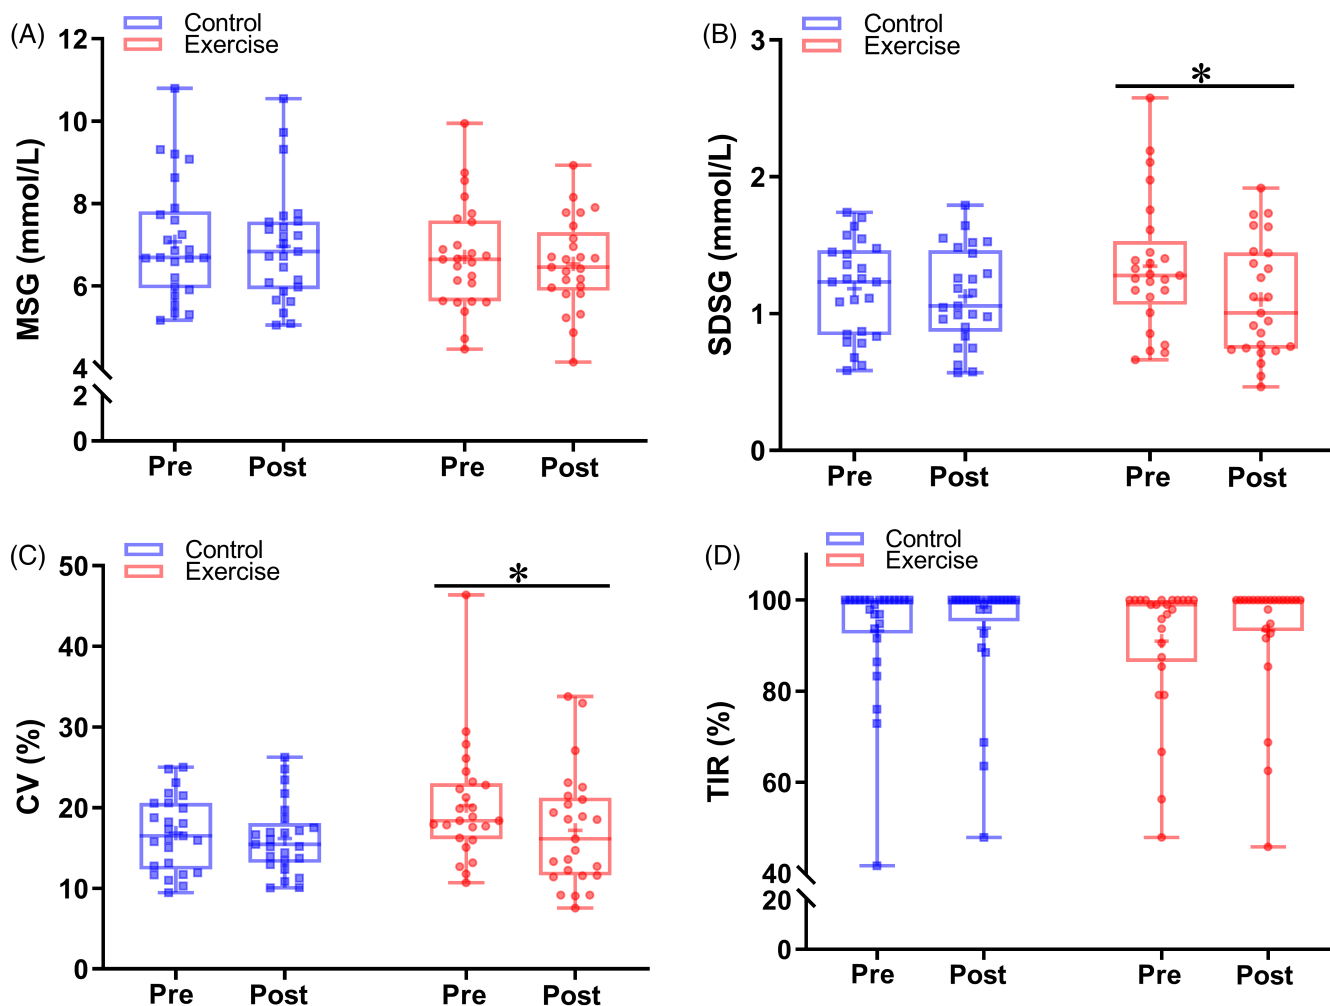 (A)
Control
Exercise
MSG (mmol/L)
12
10
8
6
4
2
0
Pre Post Pre Post
(B)
Control
Exercise
SDSG (mmol/L)
3
2
1
0
*
Pre Post Pre Post
(C)
Control
Exercise
CV (%)
50
40
30
20
10
0
*
Pre Post Pre Post
(D)
Control
Exercise
TIR (%)
100
80
60
40
20
0
Pre Post Pre Post